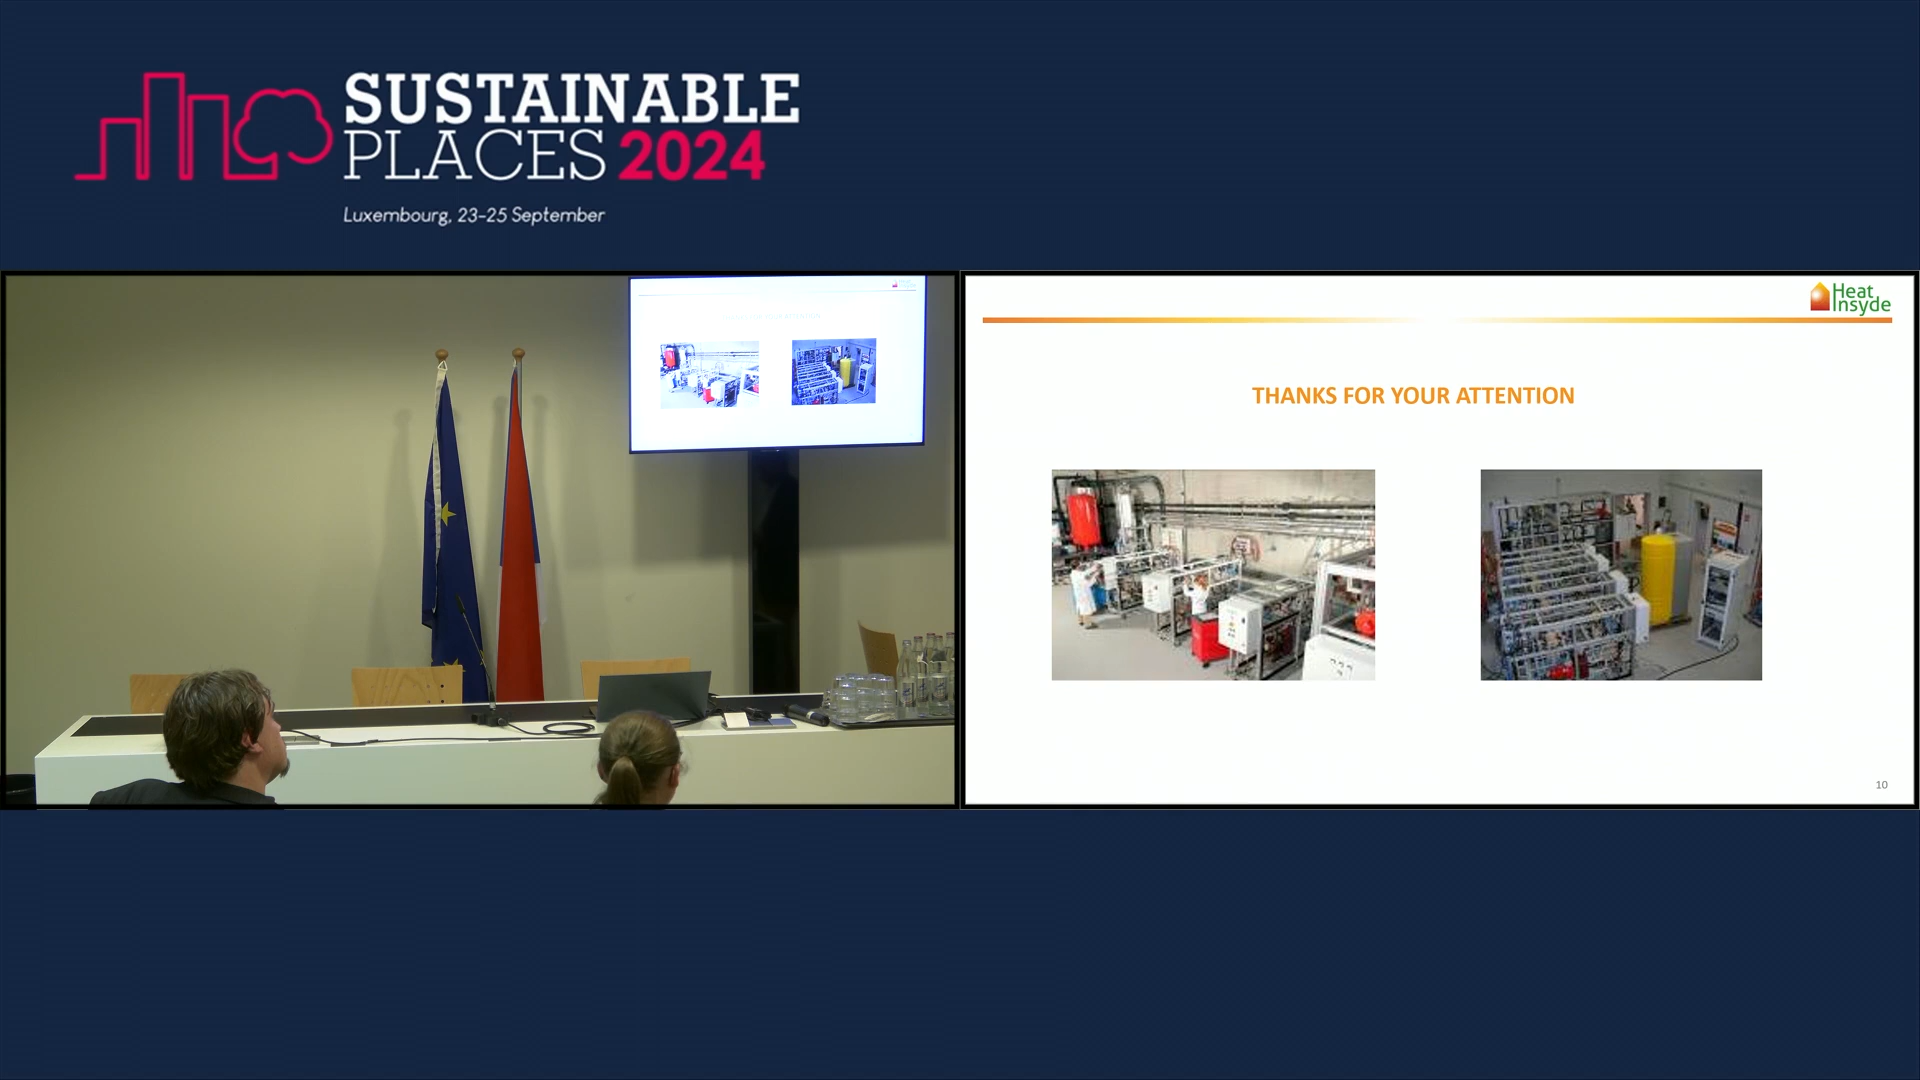 SUSTAINABLE
PLACES 2024
Luxembourg, 23-25 September
Heat
Insyde
THANKS FOR YOUR ATTENTION
10